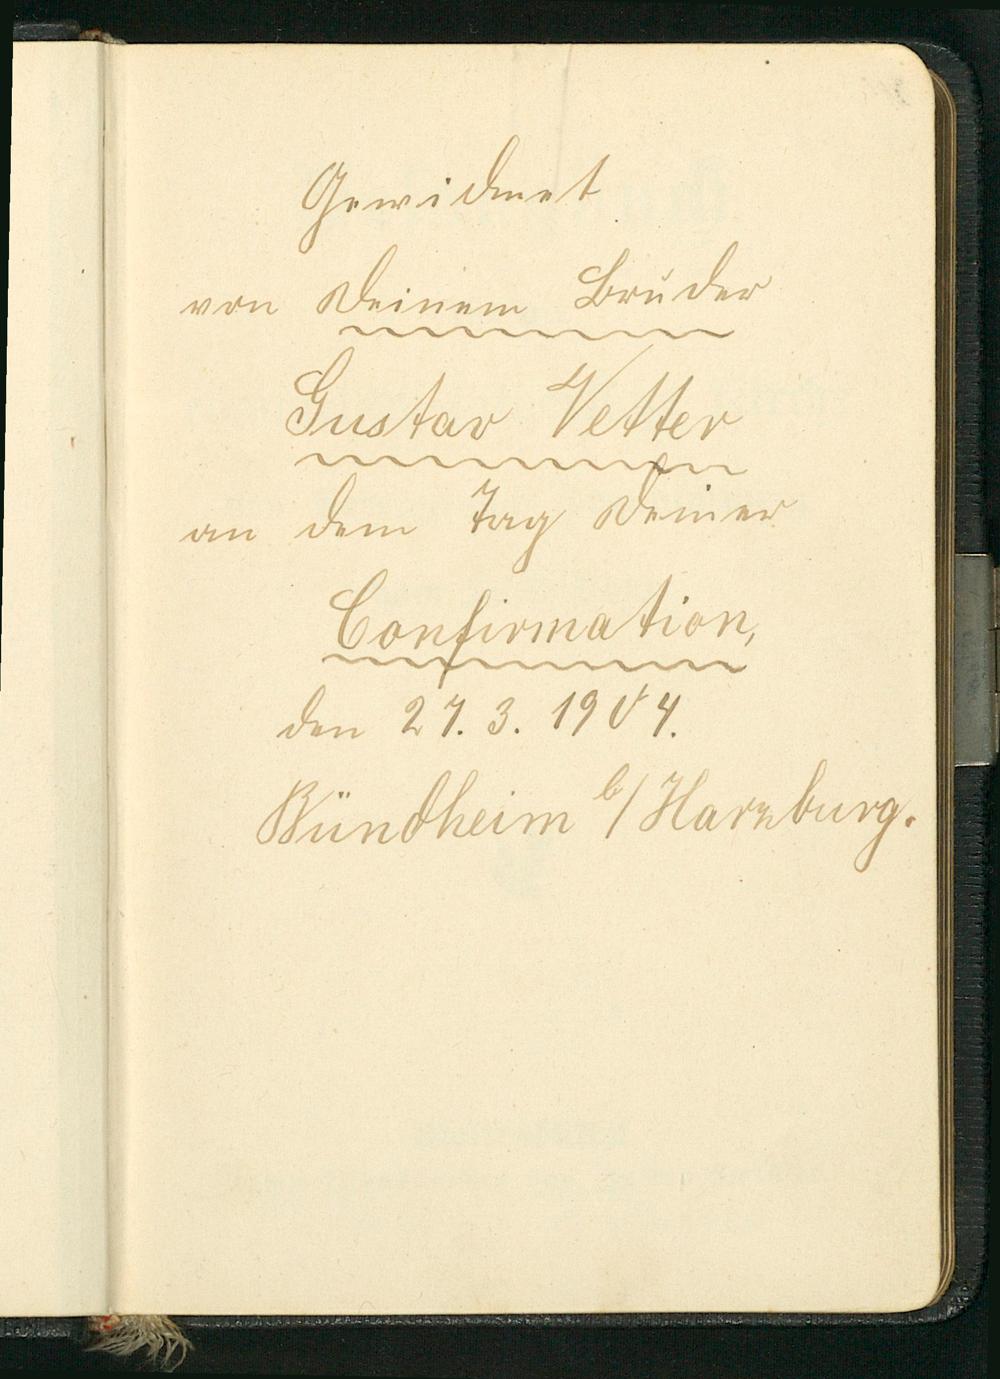 Gewidmet
von Deinem Bruder
Gustav Vetter
an dem Tag Deiner
Confirmation,
den 27. 3. 1904.
Bündheim b/Harzburg.